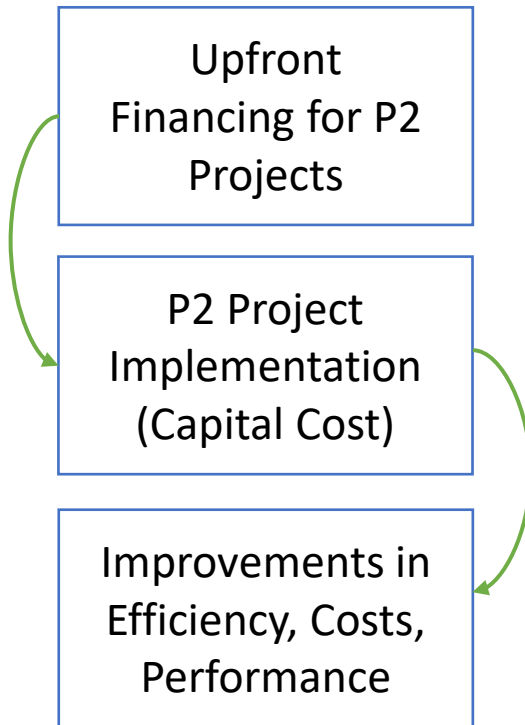 Upfront
Financing for P2
Projects
P2 Project
Implementation
(Capital Cost)
Improvements in
Efficiency, Costs,
Performance